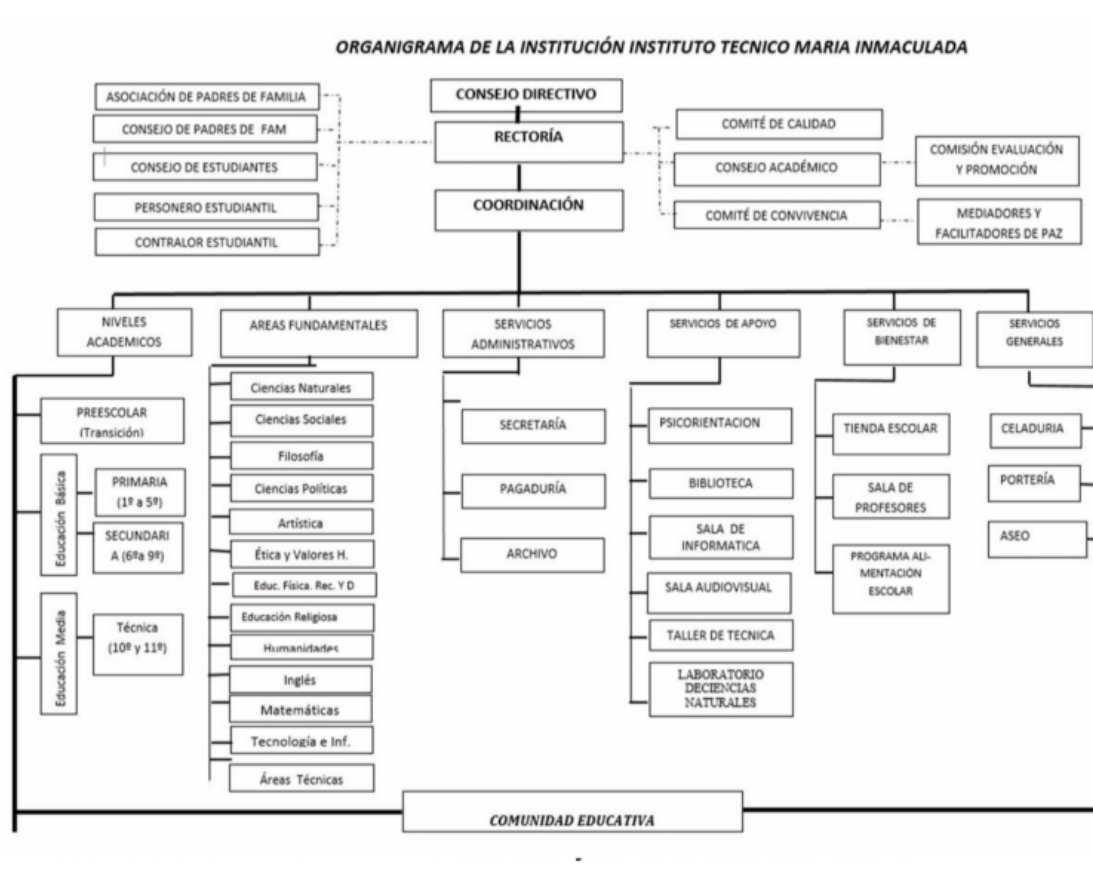 ORGANIGRAMA DE LA INSTITUCIÓN INSTITUTO TECNICO MARIA INMACULADA
ASOCIACIÓN DE PADRES DE FAMILIA
CONSEJO DE PADRES DE FAM
CONSEJO DE ESTUDIANTES
PERSONERO ESTUDIANTIL
CONTRALOR ESTUDIANTIL
CONSEJO DIRECTIVO
RECTORÍA
COORDINACIÓN
COMITÉ DE CALIDAD
CONSEJO ACADÉMICO
COMITÉ DE CONVIVENCIA
COMISIÓN EVALUACIÓN
Y PROMOCIÓN
MEDIADORES Y
FACILITADORES DE PAZ
NIVELES
ACADEMICOS
PREESCOLAR
(Transición)
Educación Básica
PRIMARIA
(1º a 5º)
SECUNDARI
A (6ºa 9º)
Educación Media
Técnica
(10º y 11º)
AREAS FUNDAMENTALES
Ciencias Naturales
Ciencias Sociales
Filosofía
Ciencias Políticas
Artística
Ética y Valores H.
Educ. Física. Rec. Y D
Educación Religiosa
Humanidades
Inglés
Matemáticas
Tecnología e Inf.
Áreas Técnicas
SERVICIOS
ADMINISTRATIVOS
SECRETARÍA
PAGADURÍA
ARCHIVO
SERVICIOS DE APOYO
PSICORIENTACION
BIBLIOTECA
SALA DE
INFORMATICA
SALA AUDIOVISUAL
TALLER DE TECNICA
LABORATORIO
DECIENCIAS
NATURALES
SERVICIOS DE
BIENESTAR
TIENDA ESCOLAR
SALA DE
PROFESORES
PROGRAMA ALI-
MENTACIÓN
ESCOLAR
SERVICIOS
GENERALES
CELADURIA
PORTERÍA
ASEO
COMUNIDAD EDUCATIVA